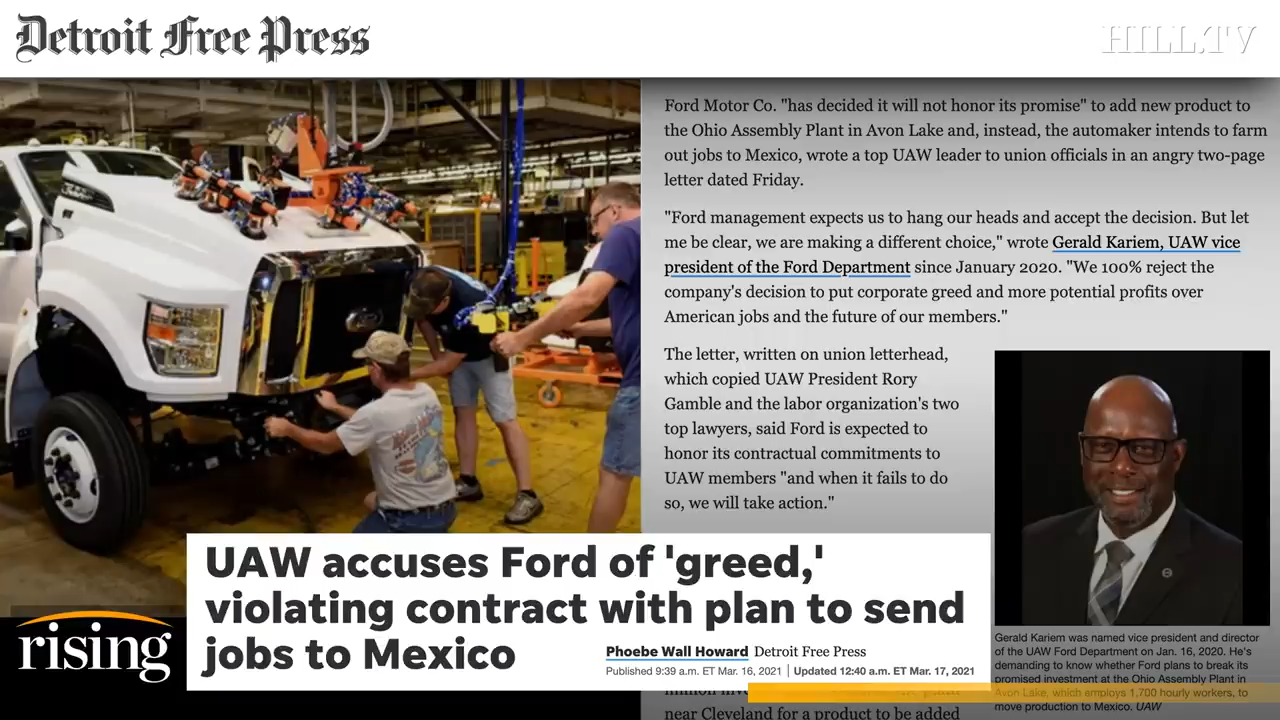 Detroit Free Press
HILL.TV
Ford Motor Co. "has decided it will not honor its promise" to add new product to
the Ohio Assembly Plant in Avon Lake and, instead, the automaker intends to farm
out jobs to Mexico, wrote a top UAW leader to union officials in an angry two-page
letter dated Friday.
"Ford management expects us to hang our heads and accept the decision. But let
me be clear, we are making a different choice," wrote Gerald Kariem, UAW vice
president of the Ford Department since January 2020. "We 100% reject the
company's decision to put corporate greed and more potential profits over
American jobs and the future of our members."
The letter, written on union letterhead,
which copied UAW President Rory
Gamble and the labor organization's two
top lawyers, said Ford is expected to
honor its contractual commitments to
UAW members "and when it fails to do
so, we will take action."
UAW accuses Ford of 'greed,'
violating contract with plan to send
jobs to Mexico
Phoebe Wall Howard Detroit Free Press
Published 9:39 a.m. ET Mar. 16, 2021 | Updated 12:40 a.m. ET Mar. 17, 2021
rising
Gerald Kariem was named vice president and director
of the UAW Ford Department on Jan. 16, 2020. He's
demanding to know whether Ford plans to break its
promised investment at the Ohio Assembly Plant in
Avon Lake, which employs 1,700 hourly workers, to
move production to Mexico. UAW
near Cleveland for a product to be added